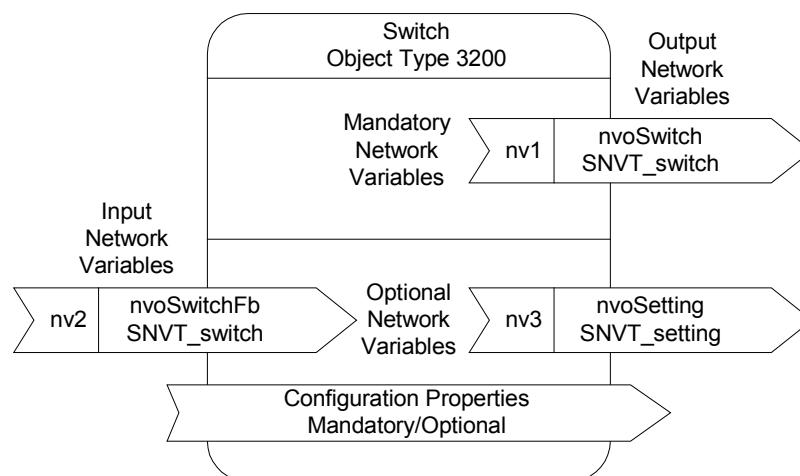 Switch
Object Type 3200
Output
Network
Variables
Mandatory
Network
Variables
nv1
nvoSwitch
SNVT_switch
Input
Network
Variables
nv2
nvoSwitchFb
SNVT_switch
Optional
Network
Variables
nv3
nvoSetting
SNVT_setting
Configuration Properties
Mandatory/Optional